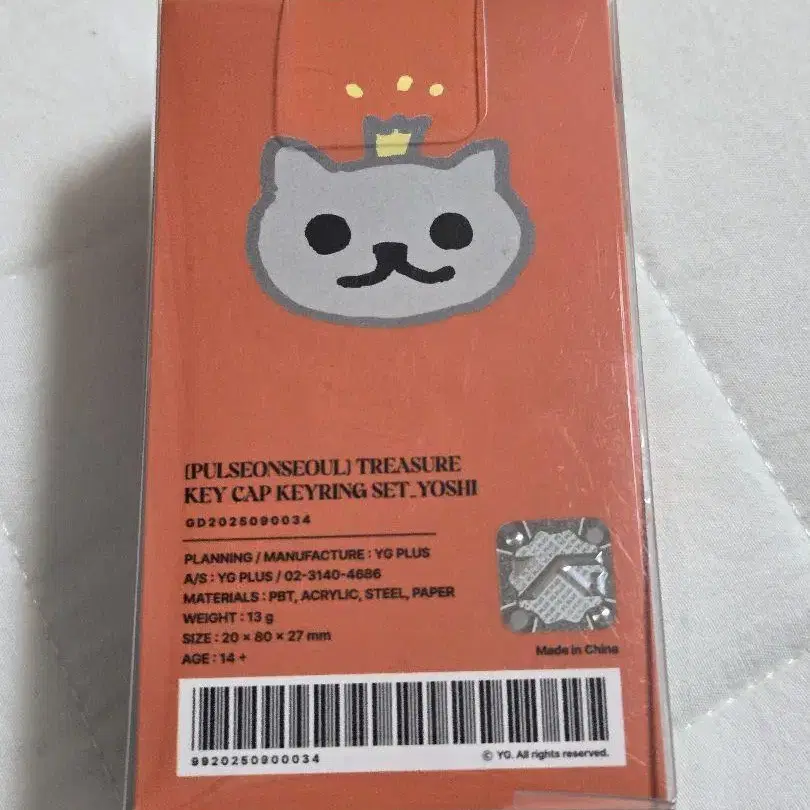 [PULSEONSEOUL] TREASURE
KEY CAP KEYRING SET_YOSHI
GD2025090034
PLANNING / MANUFACTURE : YG PLUS
A/S : YG PLUS / 02-3140-4686
MATERIALS : PBT, ACRYLIC, STEEL, PAPER
WEIGHT : 13 g
SIZE : 20 × 80 × 27 mm
AGE : 14 +
Made in China
9920250900034
© YG. All rights reserved.